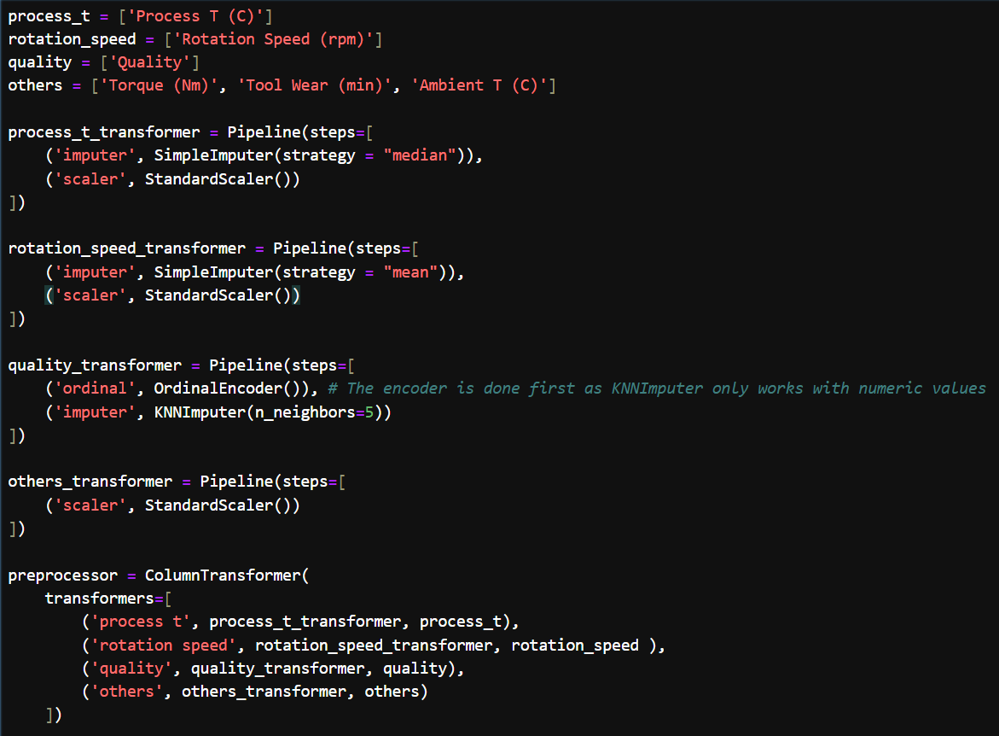 process_t = ['Process T (C)']
rotation_speed = ['Rotation Speed (rpm)']
quality = ['Quality']
others = ['Torque (Nm)', 'Tool Wear (min)', 'Ambient T (C)']

process_t_transformer = Pipeline(steps=[
    ('imputer', SimpleImputer(strategy = "median")),
    ('scaler', StandardScaler())
])

rotation_speed_transformer = Pipeline(steps=[
    ('imputer', SimpleImputer(strategy = "mean")),
    ('scaler', StandardScaler())
])

quality_transformer = Pipeline(steps=[
    ('ordinal', OrdinalEncoder()), # The encoder is done first as KNNImputer only works with numeric values
    ('imputer', KNNImputer(n_neighbors=5))
])

others_transformer = Pipeline(steps=[
    ('scaler', StandardScaler())
])

preprocessor = ColumnTransformer(
    transformers=[
        ('process t', process_t_transformer, process_t),
        ('rotation speed', rotation_speed_transformer, rotation_speed ),
        ('quality', quality_transformer, quality),
        ('others', others_transformer, others)
    ])